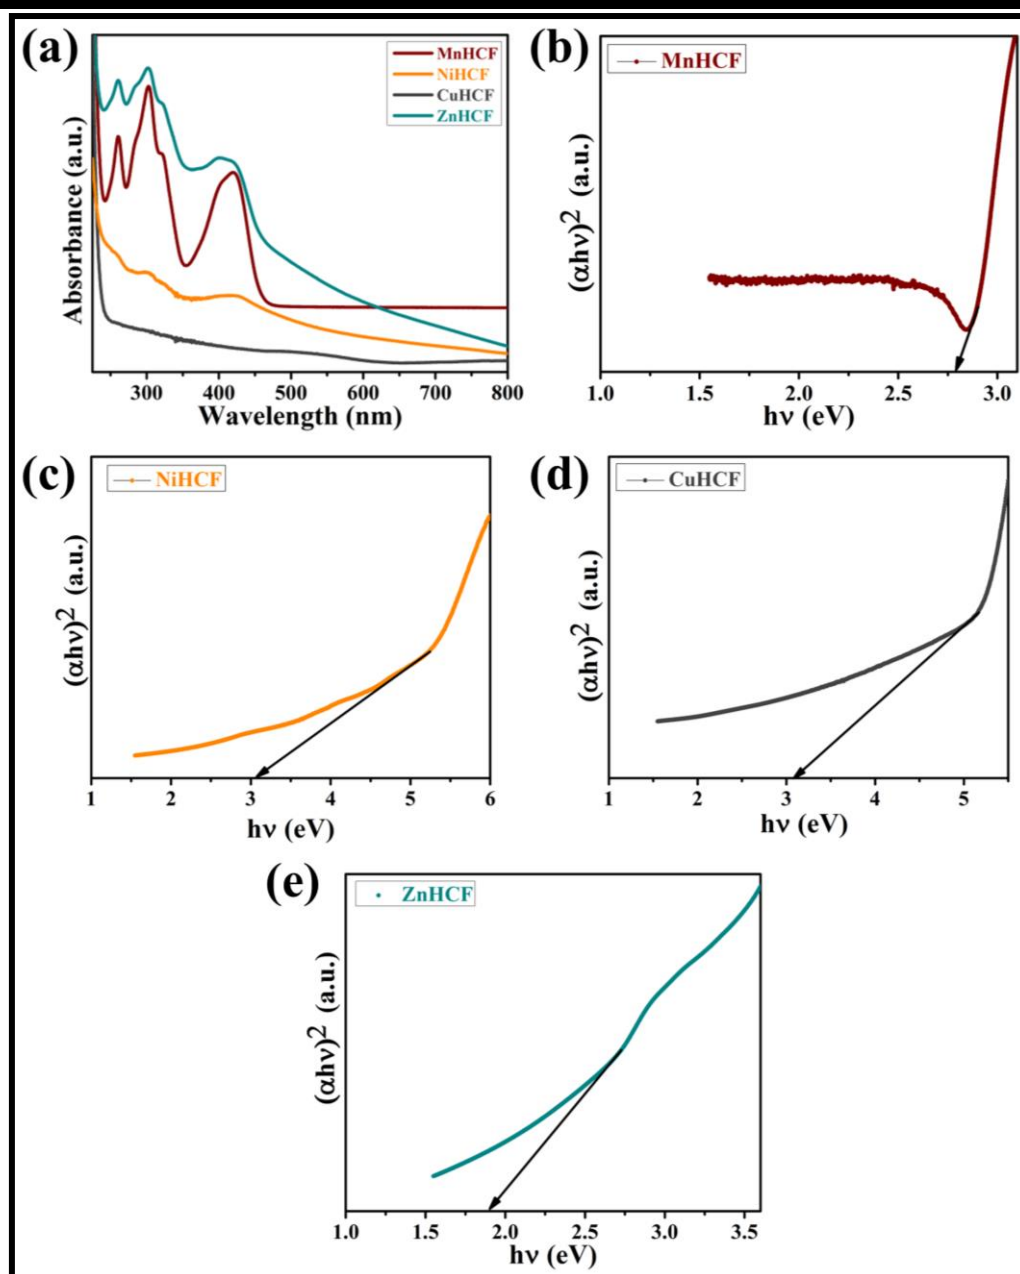 (a)
MnHCF
NiHCF
CuHCF
ZnHCF
Absorbance (a.u.)
300 400 500 600 700 800
Wavelength (nm)
(b)
MnHCF
(αhν)² (a.u.)
1.0 1.5 2.0 2.5 3.0
hν (eV)
(c)
NiHCF
(αhν)² (a.u.)
1 2 3 4 5 6
hν (eV)
(d)
CuHCF
(αhν)² (a.u.)
1 2 3 4 5
hν (eV)
(e)
ZnHCF
(αhν)² (a.u.)
1.0 1.5 2.0 2.5 3.0 3.5
hν (eV)